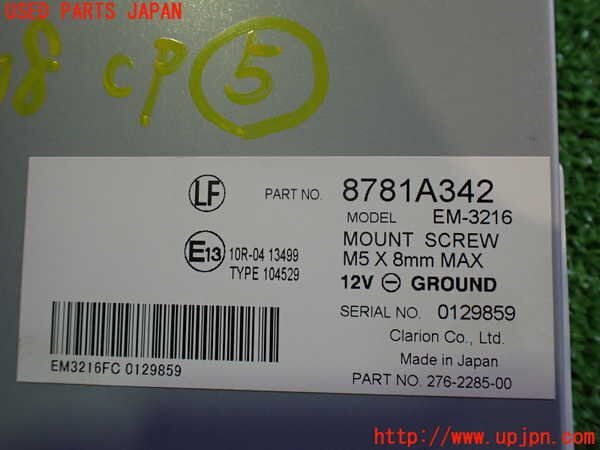 USED PARTS JAPAN
CP 5
LF
PART NO. 8781A342
MODEL EM-3216
E13 10R-04 13499
TYPE 104529
MOUNT SCREW
M5 X 8mm MAX
12V ⊖ GROUND
SERIAL NO. 0129859
Clarion Co., Ltd.
Made in Japan
EM3216FC 0129859
PART NO. 276-2285-00
http://www.upjpn.com/